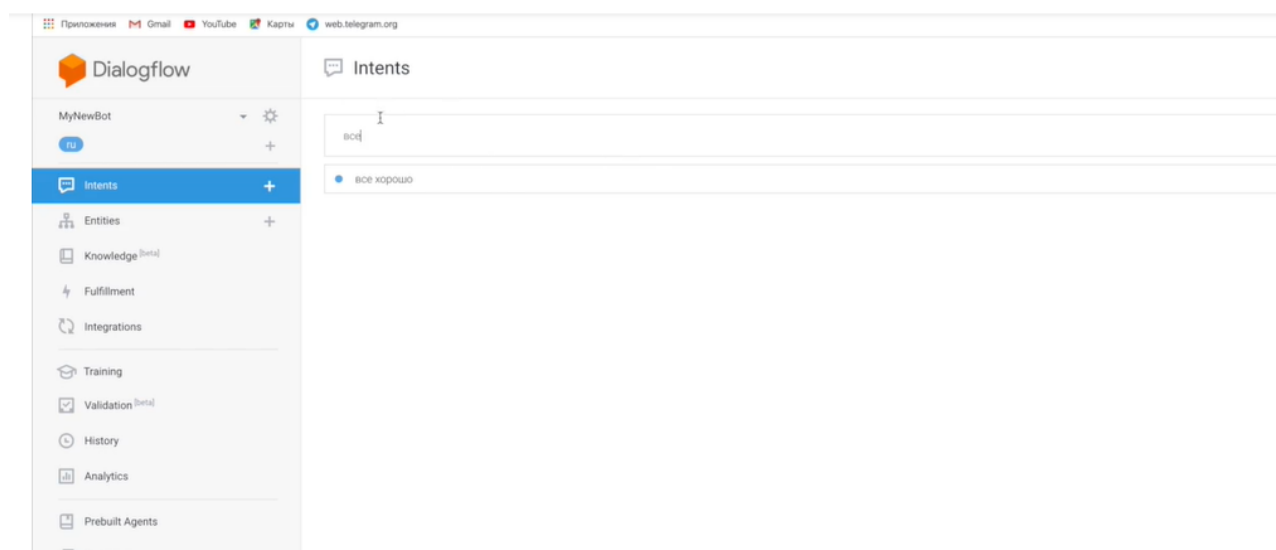 Приложения Gmail YouTube Карты web.telegram.org
Dialogflow
Intents
MyNewBot
ru
все
Intents
все хорошо
Entities
Knowledge [beta]
Fulfillment
Integrations
Training
Validation [beta]
History
Analytics
Prebuilt Agents